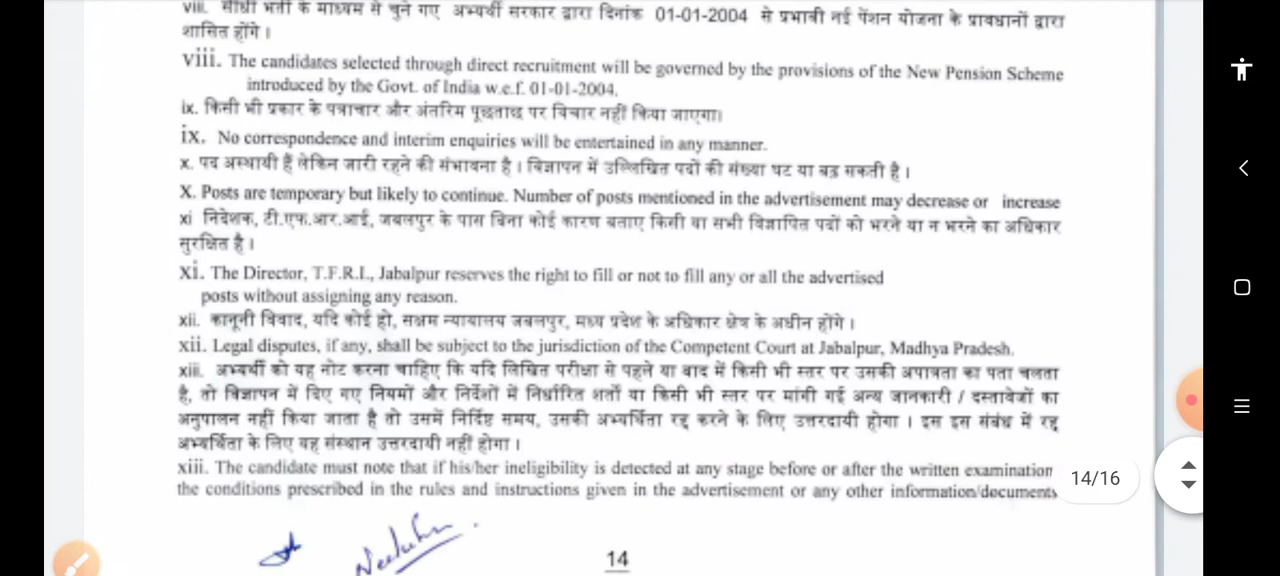 viii. सीधी भर्ती के माध्यम से चुने गए अभ्यर्थी सरकार द्वारा दिनांक 01-01-2004 से प्रभावी नई पेंशन योजना के प्रावधानों द्वारा
शासित होंगे ।
viii. The candidates selected through direct recruitment will be governed by the provisions of the New Pension Scheme
introduced by the Govt. of India w.e.f. 01-01-2004.
ix. किसी भी प्रकार के पत्राचार और अंतरिम पूछताछ पर विचार नहीं किया जाएगा।
ix. No correspondence and interim enquiries will be entertained in any manner.
x. पद अस्थायी हैं लेकिन जारी रहने की संभावना है । विज्ञापन में उल्लिखित पदों की संख्या घट या बढ़ सकती है ।
X. Posts are temporary but likely to continue. Number of posts mentioned in the advertisement may decrease or increase
xi निदेशक, टी.एफ.आर.आई, जबलपुर के पास बिना कोई कारण बताए किसी या सभी विज्ञापित पदों को भरने या न भरने का अधिकार
सुरक्षित है ।
xi. The Director, T.F.R.I., Jabalpur reserves the right to fill or not to fill any or all the advertised
posts without assigning any reason.
xii. कानूनी विवाद, यदि कोई हो, सक्षम न्यायालय जबलपुर, मध्य प्रदेश के अधिकार क्षेत्र के अधीन होंगे ।
xii. Legal disputes, if any, shall be subject to the jurisdiction of the Competent Court at Jabalpur, Madhya Pradesh.
xiii. अभ्यर्थी को यह नोट करना चाहिए कि यदि लिखित परीक्षा से पहले या बाद में किसी भी स्तर पर उसकी अपात्रता का पता चलता
है, तो विज्ञापन में दिए गए नियमों और निर्देशों में निर्धारित शर्तों या किसी भी स्तर पर मांगी गई अन्य जानकारी / दस्तावेजों का
अनुपालन नहीं किया जाता है तो उसमें निर्दिष्ट समय, उसकी अभ्यर्थिता रद्द करने के लिए उत्तरदायी होगा । इस इस संबंध में रद्द
अभ्यर्थिता के लिए यह संस्थान उत्तरदायी नहीं होगा ।
xiii. The candidate must note that if his/her ineligibility is detected at any stage before or after the written examination
the conditions prescribed in the rules and instructions given in the advertisement or any other information/documents
14/16
14